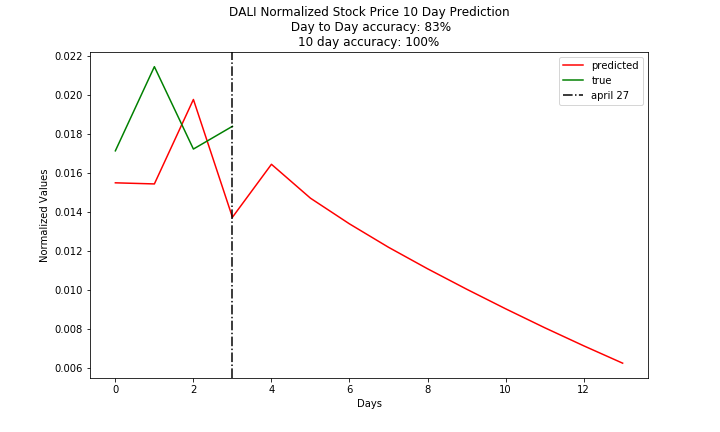 DALI Normalized Stock Price 10 Day Prediction
Day to Day accuracy: 83%
10 day accuracy: 100%
predicted
true
april 27
0.022
0.020
0.018
0.016
0.014
0.012
0.010
0.008
0.006
Normalized Values
0 2 4 6 8 10 12
Days